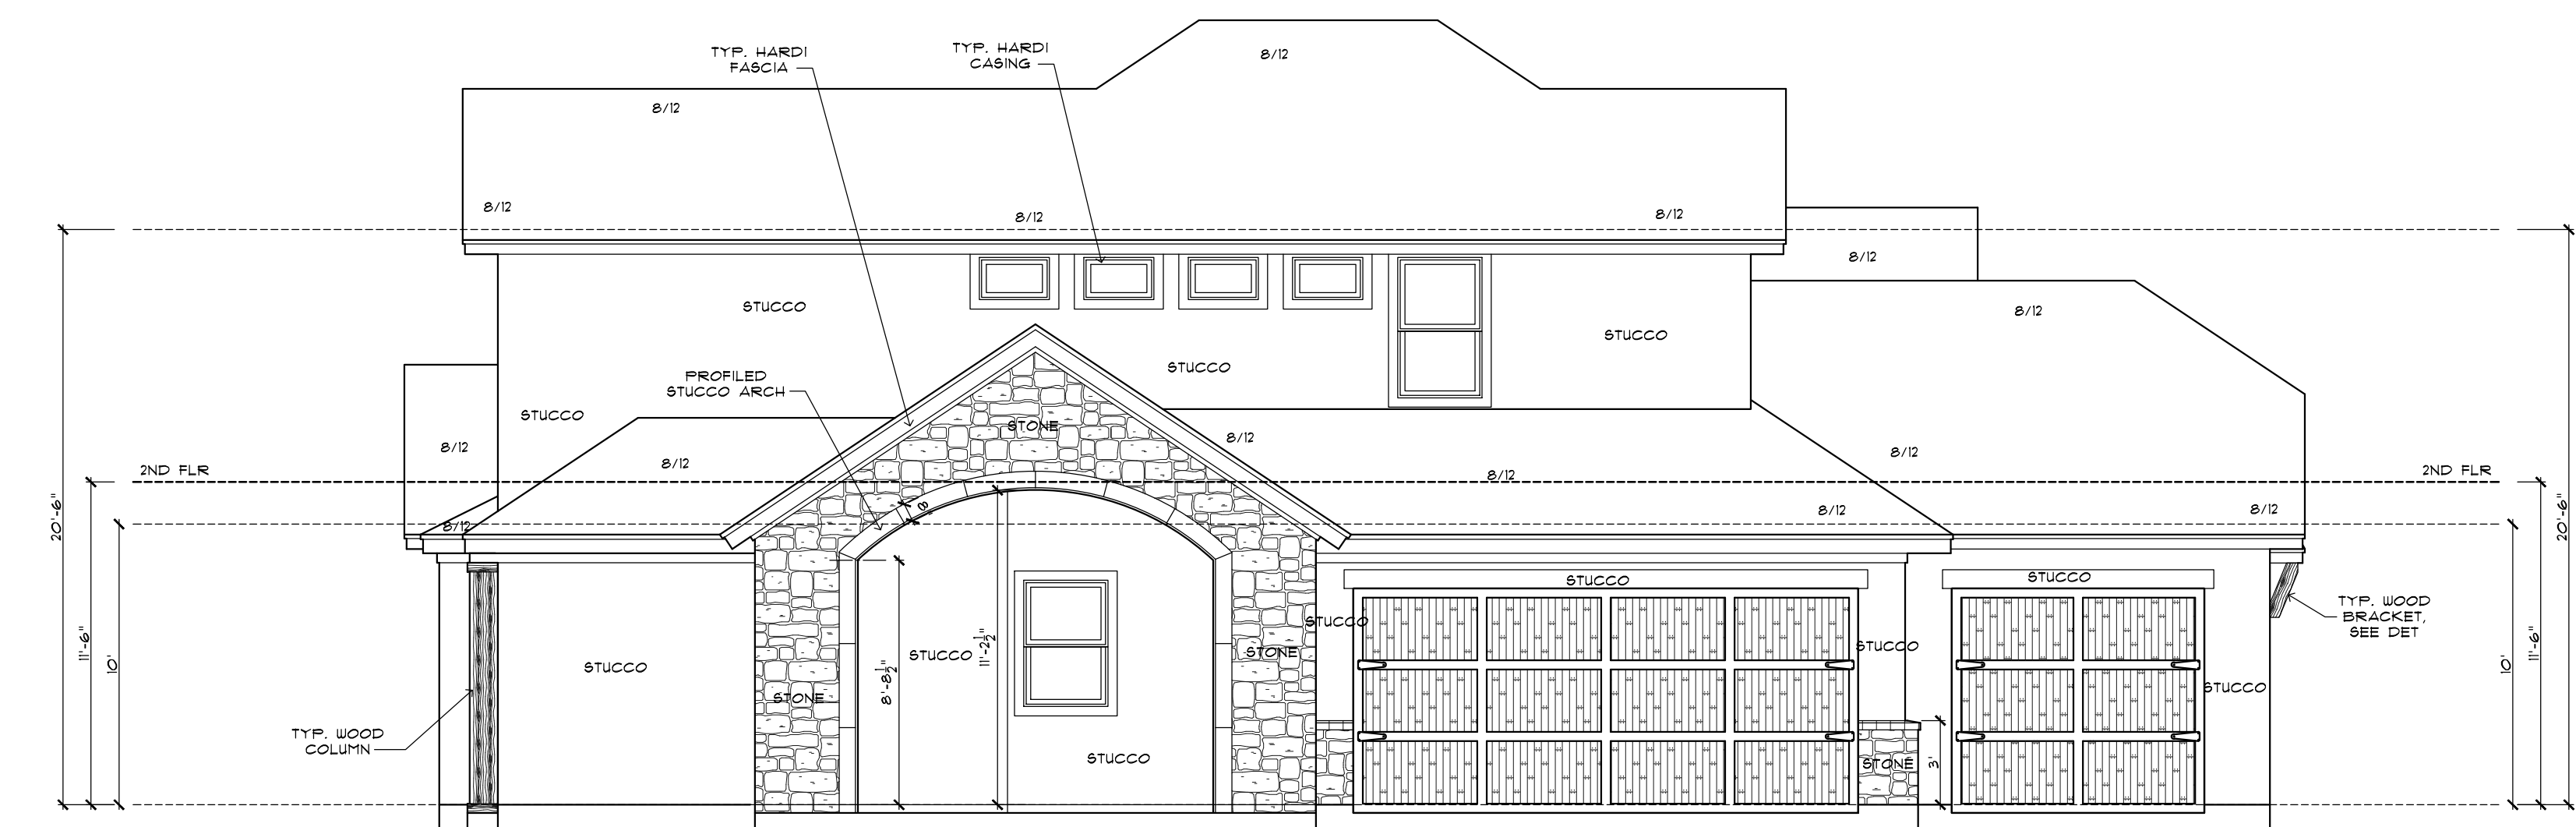 8/12
TYP. HARDI
FASCIA
TYP. HARDI
CASING
8/12
8/12
8/12
8/12
8/12
STUCCO
STUCCO
8/12
8/12
STUCCO
PROFILED
STUCCO ARCH
STUCCO
STONE
8/12
8/12
8/12
8/12
2ND FLR
8/12
2ND FLR
8/12
8/12
8/12
8"
20'-6"
11'-6"
10'
20'-6"
11'-6"
10'
STUCCO
STUCCO
TYP. WOOD
BRACKET,
SEE DET
STUCCO
STUCCO
STUCCO
11'-2½"
STONE
STUCCO
STUCCO
8'-8½"
STONE
STUCCO
TYP. WOOD
COLUMN
STUCCO
STONE
3'